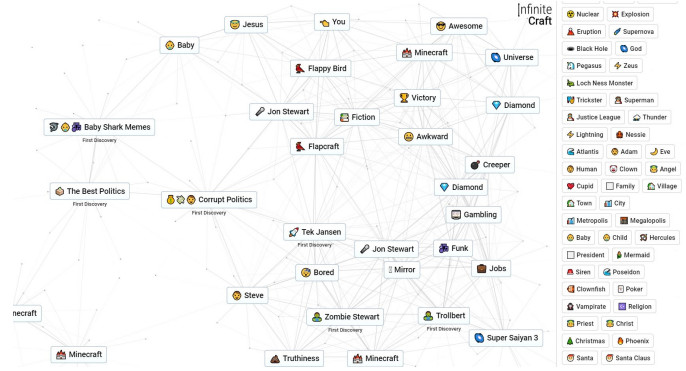 Infinite
Craft
Jesus
You
Awesome
Baby
Minecraft
Universe
Flappy Bird
Victory
Diamond
Jon Stewart
Fiction
Baby Shark Memes
First Discovery
Awkward
Flapcraft
Creeper
The Best Politics
First Discovery
Diamond
Corrupt Politics
First Discovery
Gambling
Tek Jansen
First Discovery
Jon Stewart
Funk
Bored
Mirror
Jobs
Steve
necraft
Zombie Stewart
First Discovery
Trollbert
First Discovery
Super Saiyan 3
Minecraft
Truthiness
Minecraft
Nuclear Explosion
Eruption Supernova
Black Hole God
Pegasus Zeus
Loch Ness Monster
Trickster Superman
Justice League Thunder
Lightning Nessie
Atlantis Adam Eve
Human Clown Angel
Cupid Family Village
Town City
Metropolis Megalopolis
Baby Child Hercules
President Mermaid
Siren Poseidon
Clownfish Poker
Vampirate Religion
Priest Christ
Christmas Phoenix
Santa Santa Claus